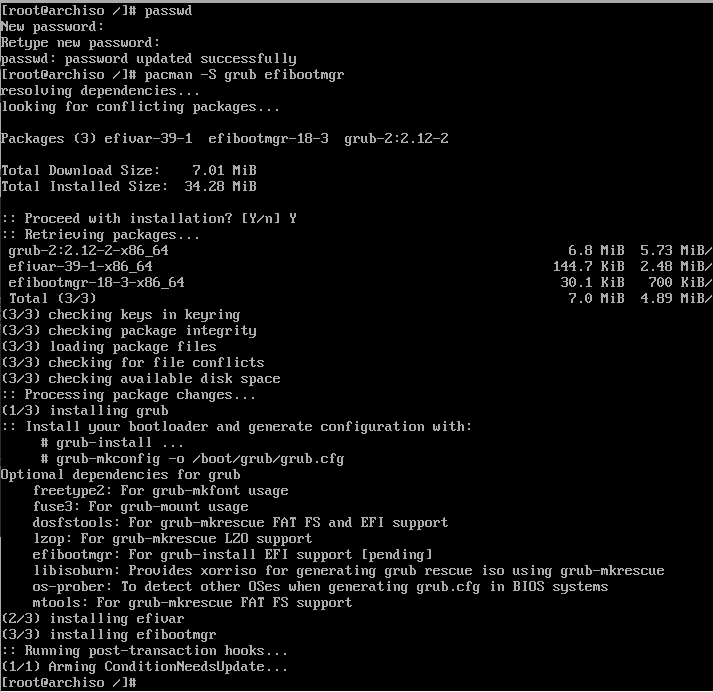 [root@archiso /]# passwd
New password:
Retype new password:
passwd: password updated successfully
[root@archiso /]# pacman -S grub efibootmgr
resolving dependencies...
looking for conflicting packages...
Packages (3) efivar-39-1  efibootmgr-18-3  grub-2:2.12-2
Total Download Size:    7.01 MiB
Total Installed Size:  34.28 MiB
:: Proceed with installation? [Y/n] Y
:: Retrieving packages...
 grub-2:2.12-2-x86_64    6.8 MiB  5.73 MiB/
 efivar-39-1-x86_64    144.7 KiB  2.48 MiB/
 efibootmgr-18-3-x86_64    30.1 KiB   700 KiB/
 Total (3/3)    7.0 MiB  4.89 MiB/
(3/3) checking keys in keyring
(3/3) checking package integrity
(3/3) loading package files
(3/3) checking for file conflicts
(3/3) checking available disk space
:: Processing package changes...
(1/3) installing grub
:: Install your bootloader and generate configuration with:
     # grub-install ...
     # grub-mkconfig -o /boot/grub/grub.cfg
Optional dependencies for grub
    freetype2: For grub-mkfont usage
    fuse3: For grub-mount usage
    dosfstools: For grub-mkrescue FAT FS and EFI support
    lzop: For grub-mkrescue LZO support
    efibootmgr: For grub-install EFI support [pending]
    libisoburn: Provides xorriso for generating grub rescue iso using grub-mkrescue
    os-prober: To detect other OSes when generating grub.cfg in BIOS systems
    mtools: For grub-mkrescue FAT FS support
(2/3) installing efivar
(3/3) installing efibootmgr
:: Running post-transaction hooks...
(1/1) Arming ConditionNeedsUpdate...
[root@archiso /]#